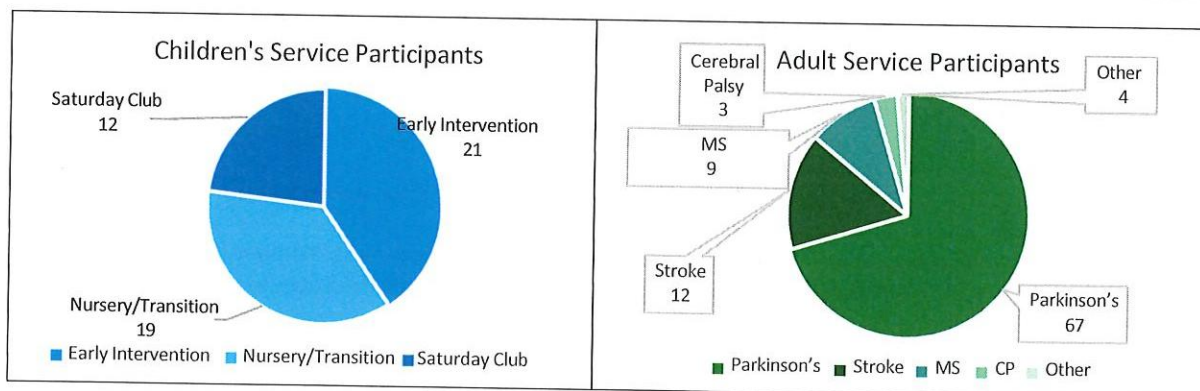 Children's Service Participants
Saturday Club
12
Early Intervention
21
Nursery/Transition
19
Early Intervention Nursery/Transition Saturday Club
Adult Service Participants
Cerebral
Palsy
3
Other
4
MS
9
Stroke
12
Parkinson's
67
Parkinson's Stroke MS CP Other